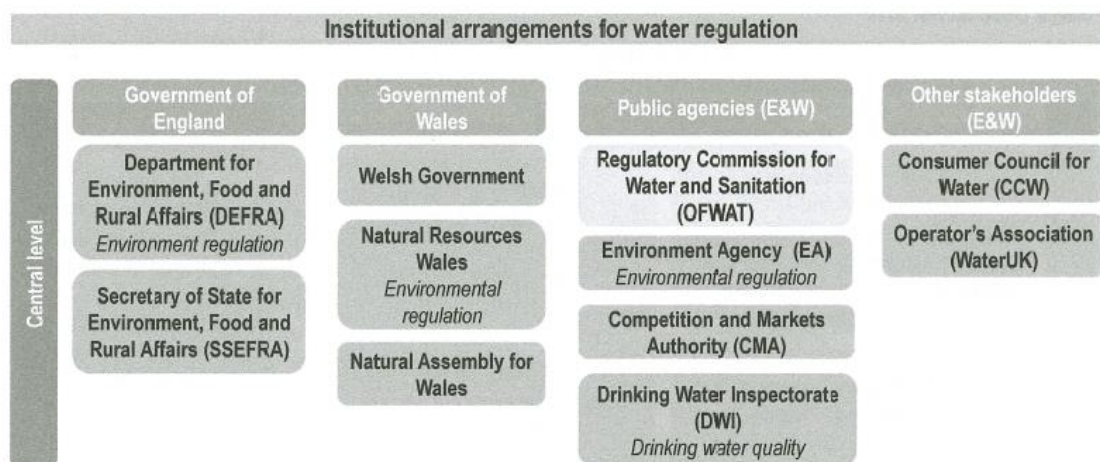 Institutional arrangements for water regulation
Central level
Government of
England
Department for
Environment, Food and
Rural Affairs (DEFRA)
Environment regulation
Secretary of State for
Environment, Food and
Rural Affairs (SSEFRA)
Government of
Wales
Welsh Government
Natural Resources
Wales
Environmental
regulation
Natural Assembly for
Wales
Public agencies (E&W)
Regulatory Commission for
Water and Sanitation
(OFWAT)
Environment Agency (EA)
Environmental regulation
Competition and Markets
Authority (CMA)
Drinking Water Inspectorate
(DWI)
Drinking water quality
Other stakeholders
(E&W)
Consumer Council for
Water (CCW)
Operator's Association
(WaterUK)